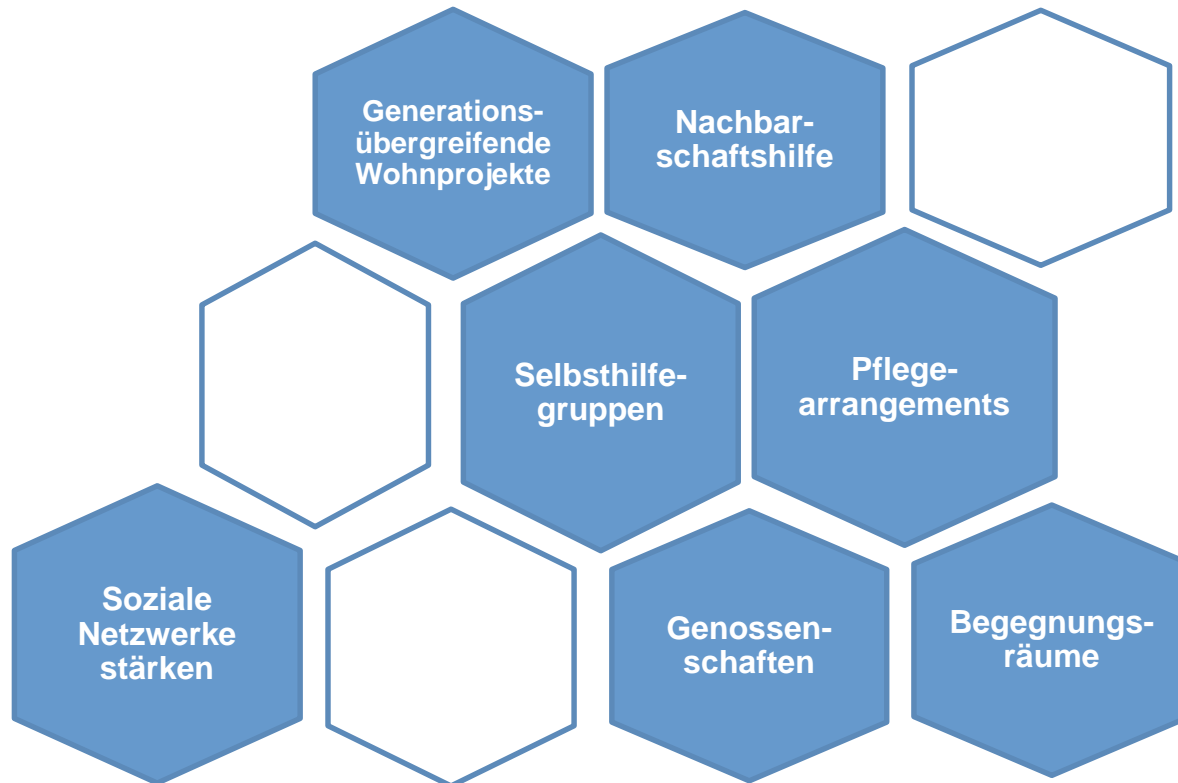 Generations-
übergreifende
Wohnprojekte
Nachbar-
schaftshilfe
Selbsthilfe-
gruppen
Pflege-
arrangements
Soziale
Netzwerke
stärken
Genossen-
schaften
Begegnungs-
räume